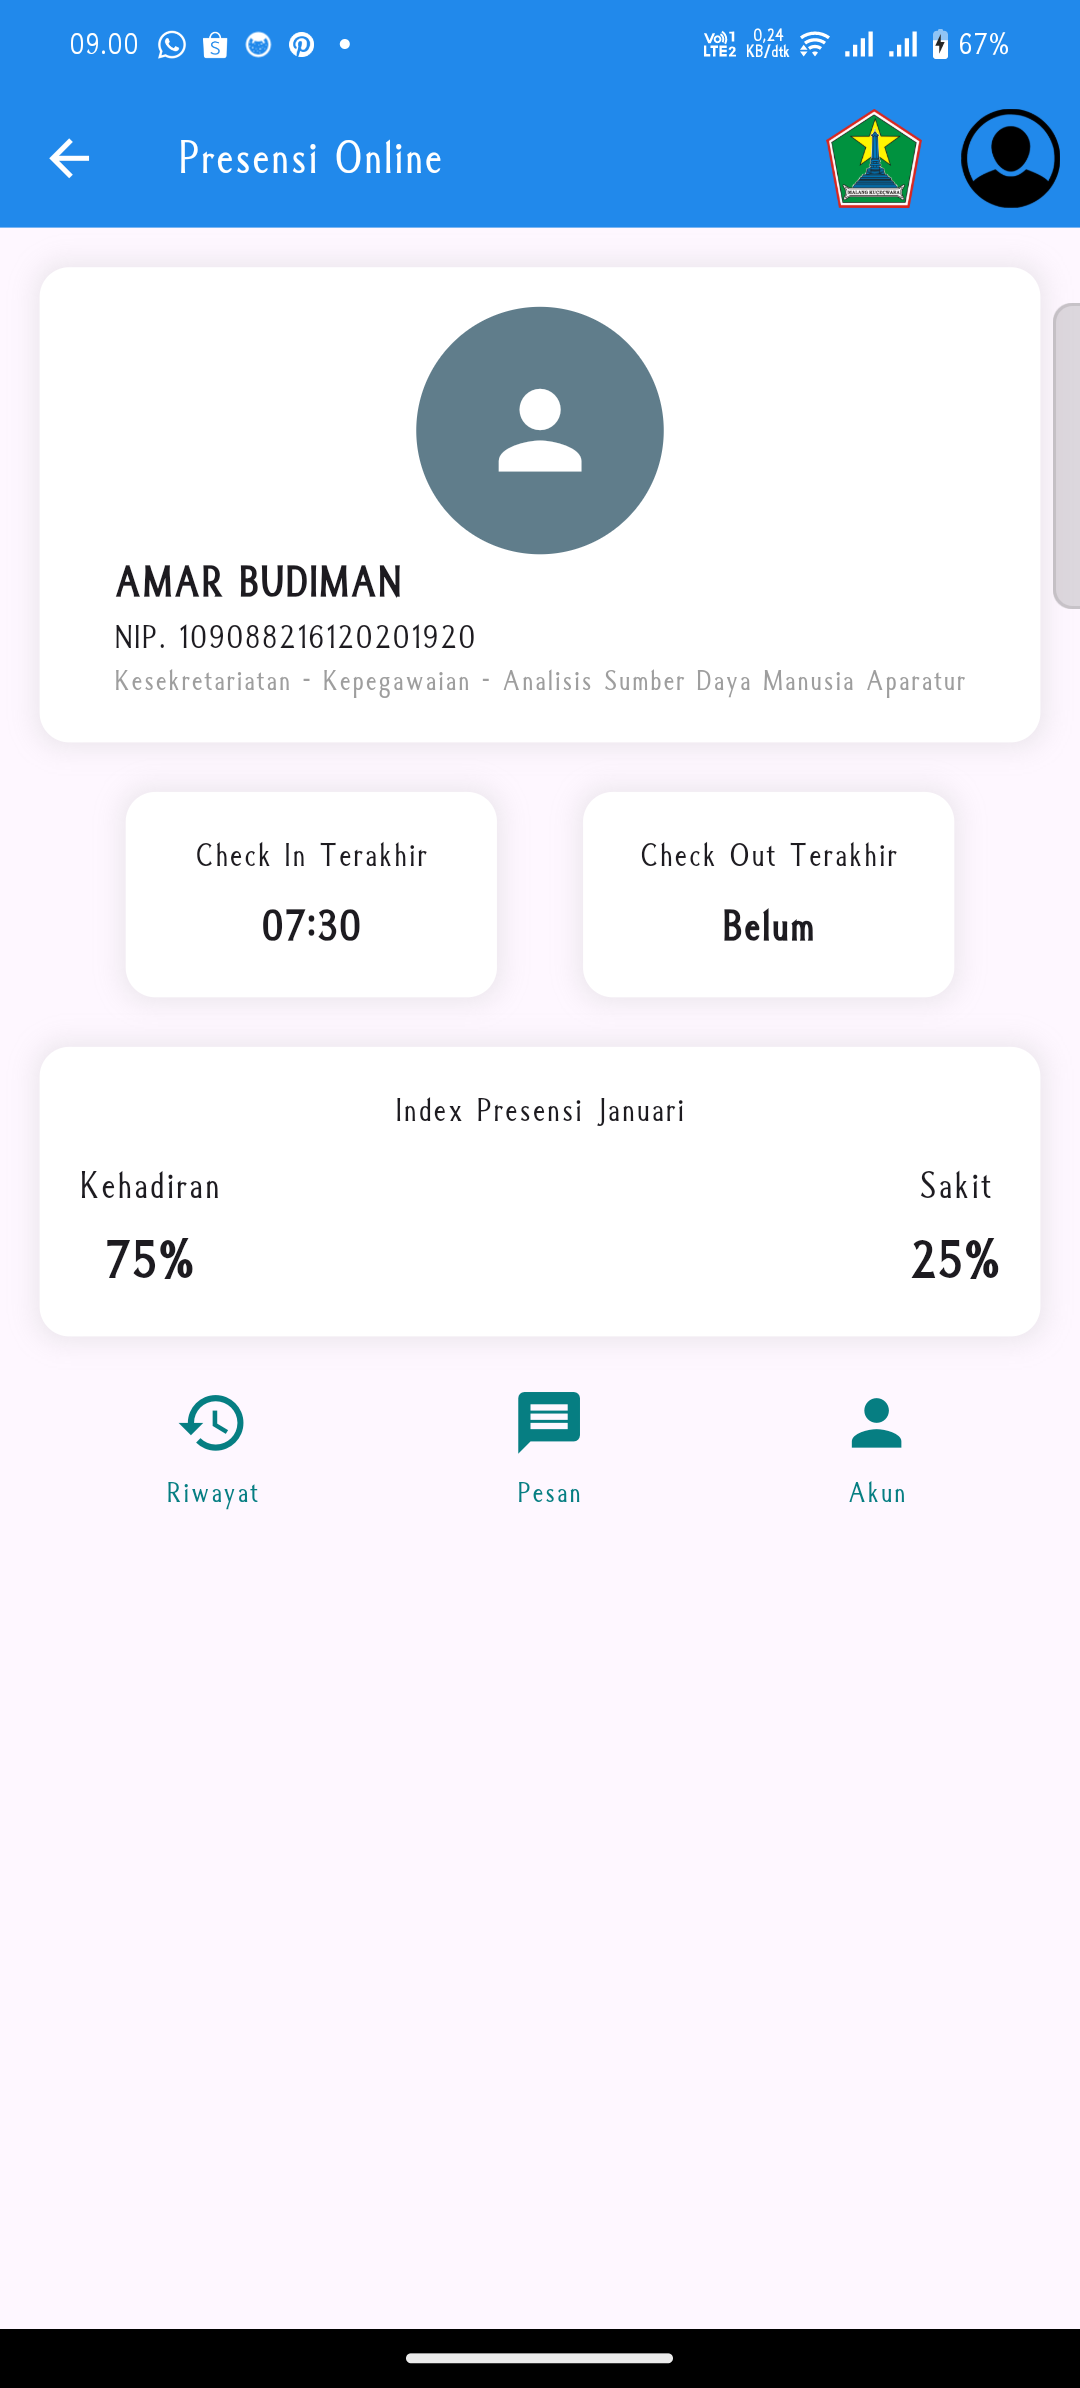 09.00
Vo)) 1 LTE2
0,24 KB/dtk
67%
Presensi Online
MALANG KUÇEÇWARA
AMAR BUDIMAN
NIP. 109088216120201920
Kesekretariatan - Kepegawaian - Analisis Sumber Daya Manusia Aparatur
Check In Terakhir
07:30
Check Out Terakhir
Belum
Index Presensi Januari
Kehadiran
75%
Sakit
25%
Riwayat
Pesan
Akun